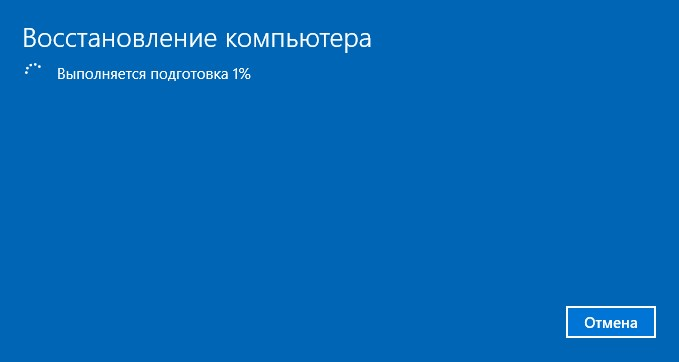 Восстановление компьютера
Выполняется подготовка 1%
Отмена